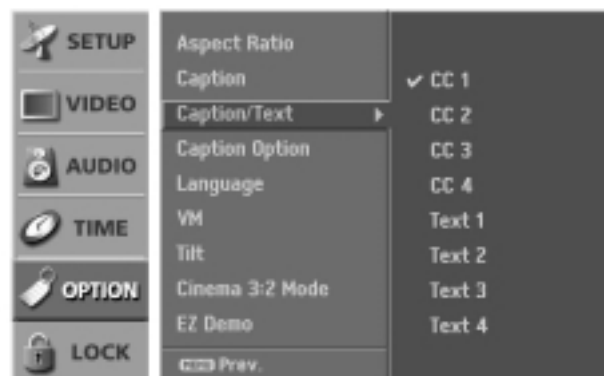 SETUP
VIDEO
AUDIO
TIME
OPTION
LOCK
Aspect Ratio
Caption
Caption/Text
Caption Option
Language
VM
Tilt
Cinema 3:2 Mode
EZ Demo
MENU Prev.
CC 1
CC 2
CC 3
CC 4
Text 1
Text 2
Text 3
Text 4